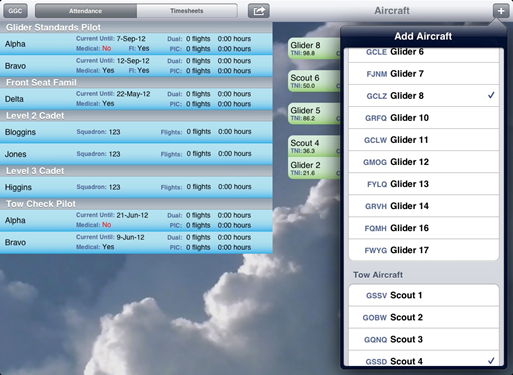 GGC
Attendance
Timesheets
Aircraft
+
Glider Standards Pilot
Alpha
Current Until: 7-Sep-12 Dual: 0 flights 0:00 hours
Medical: No FI: Yes PIC: 0 flights 0:00 hours
Bravo
Current Until: 12-Sep-12 Dual: 0 flights 0:00 hours
Medical: Yes FI: Yes PIC: 0 flights 0:00 hours
Front Seat Famil
Delta
Current Until: 22-May-12 Dual: 0 flights 0:00 hours
Medical: Yes PIC: 0 flights 0:00 hours
Level 2 Cadet
Bloggins Squadron: 123 Flights: 0 flights 0:00 hours
Jones Squadron: 123 Flights: 0 flights 0:00 hours
Level 3 Cadet
Higgins Squadron: 123 Flights: 0 flights 0:00 hours
Tow Check Pilot
Alpha
Current Until: 21-Jun-12 Dual: 0 flights 0:00 hours
Medical: No PIC: 0 flights 0:00 hours
Bravo
Current Until: 9-Jun-12 Dual: 0 flights 0:00 hours
Medical: Yes PIC: 0 flights 0:00 hours
Glider 8
TNI: 98.8
Scout 6
TNI: 50.0
Glider 5
TNI: 86.2
Scout 4
TNI: 36.3
Glider 2
TNI: 21.6
Add Aircraft
GCLE Glider 6
FJNM Glider 7
GCLZ Glider 8 ✓
GRFQ Glider 10
GCLW Glider 11
GMOG Glider 12
FYLQ Glider 13
GRVH Glider 14
FQMH Glider 16
FWYG Glider 17
Tow Aircraft
GSSV Scout 1
GOBW Scout 2
GQNQ Scout 3
GSSD Scout 4 ✓